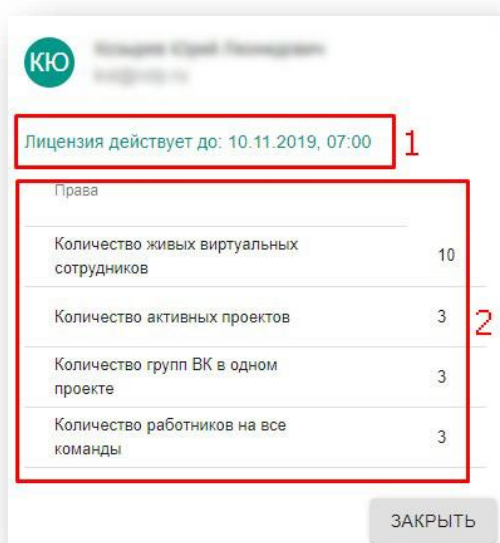 КЮ
Лицензия действует до: 10.11.2019, 07:00
1
Права
Количество живых виртуальных
сотрудников
10
Количество активных проектов
3
2
Количество групп ВК в одном
проекте
3
Количество работников на все
команды
3
ЗАКРЫТЬ